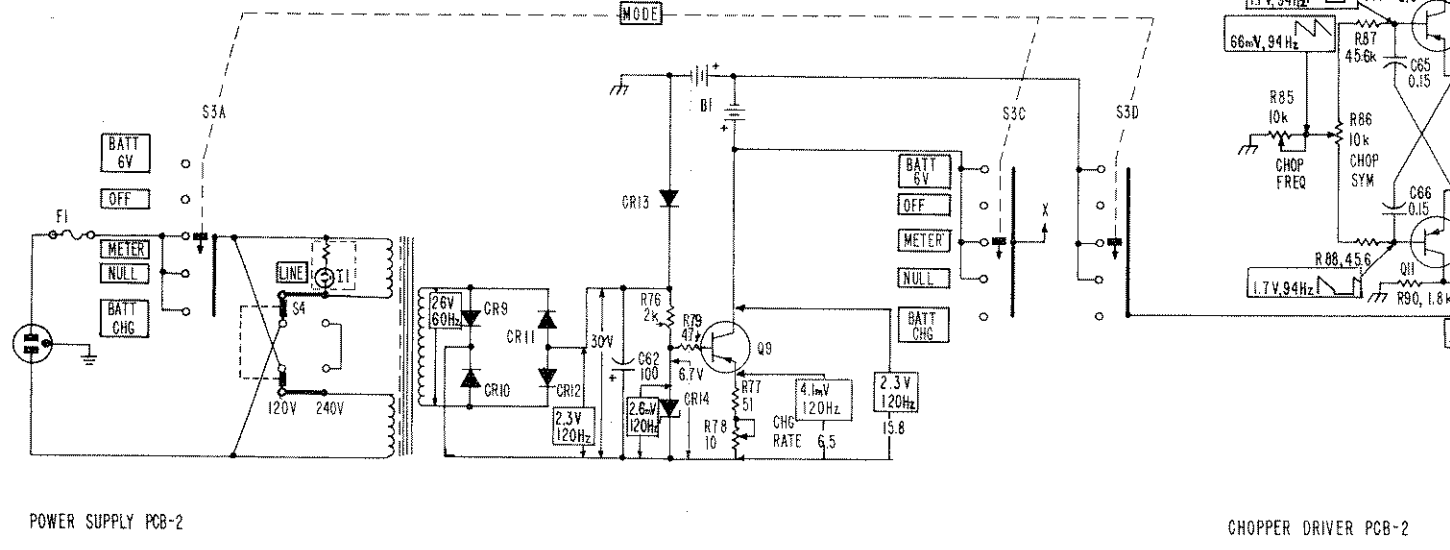 MODE
S3A
BATT
6V
OFF
F1
METER
NULL
BATT
CHG
LINE
I1
S4
120V
240V
26V
60Hz
CR9
CR11
CR10
CR12
2.3V
120Hz
30V
C62
100
CR13
B1
+
+
+
R76
2k
R79
47
6.7V
2.6mV
120Hz
CR14
Q9
R77
51
R78
10
CHG
RATE
4.1mV
120Hz
6.5
2.3V
120Hz
15.8
S3C
S3D
BATT
6V
OFF
METER
NULL
BATT
CHG
X
66mV, 94Hz
R87
45.6k
C65
0.15
R85
10k
CHOP
FREQ
R86
10k
CHOP
SYM
C66
0.15
R88, 45.6
1.7V, 94Hz
Q11
R90, 1.8k
POWER SUPPLY PCB-2
CHOPPER DRIVER PCB-2